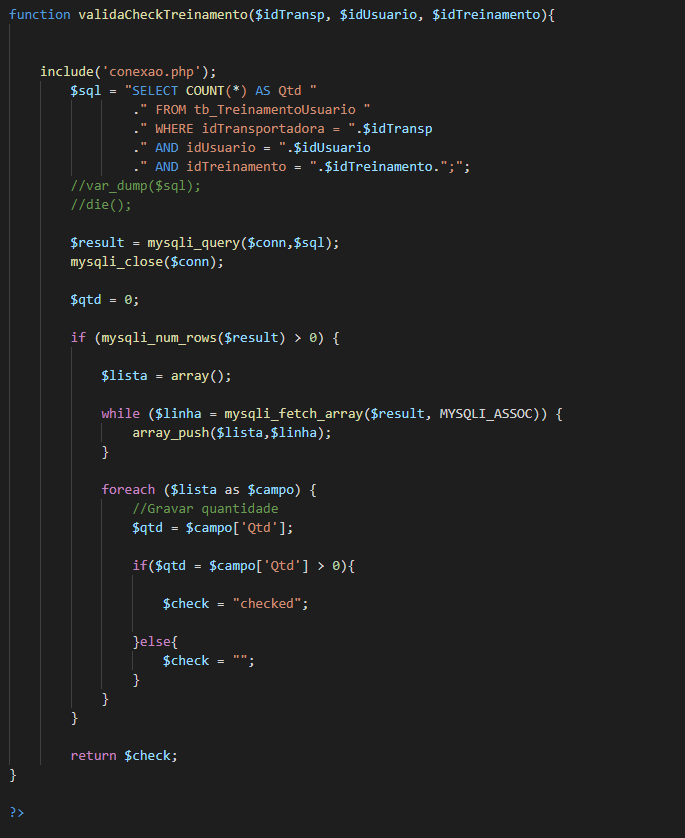 function validaCheckTreinamento($idTransp, $idUsuario, $idTreinamento){
include('conexao.php');
$sql = "SELECT COUNT(*) AS Qtd "
." FROM tb_TreinamentoUsuario "
." WHERE idTransportadora = ".$idTransp
." AND idUsuario = ".$idUsuario
." AND idTreinamento = ".$idTreinamento.";";
//var_dump($sql);
//die();
$result = mysqli_query($conn,$sql);
mysqli_close($conn);
$qtd = 0;
if (mysqli_num_rows($result) > 0) {
$lista = array();
while ($linha = mysqli_fetch_array($result, MYSQLI_ASSOC)) {
array_push($lista,$linha);
}
foreach ($lista as $campo) {
//Gravar quantidade
$qtd = $campo['Qtd'];
if($qtd = $campo['Qtd'] > 0){
$check = "checked";
}else{
$check = "";
}
}
}
return $check;
}
?>